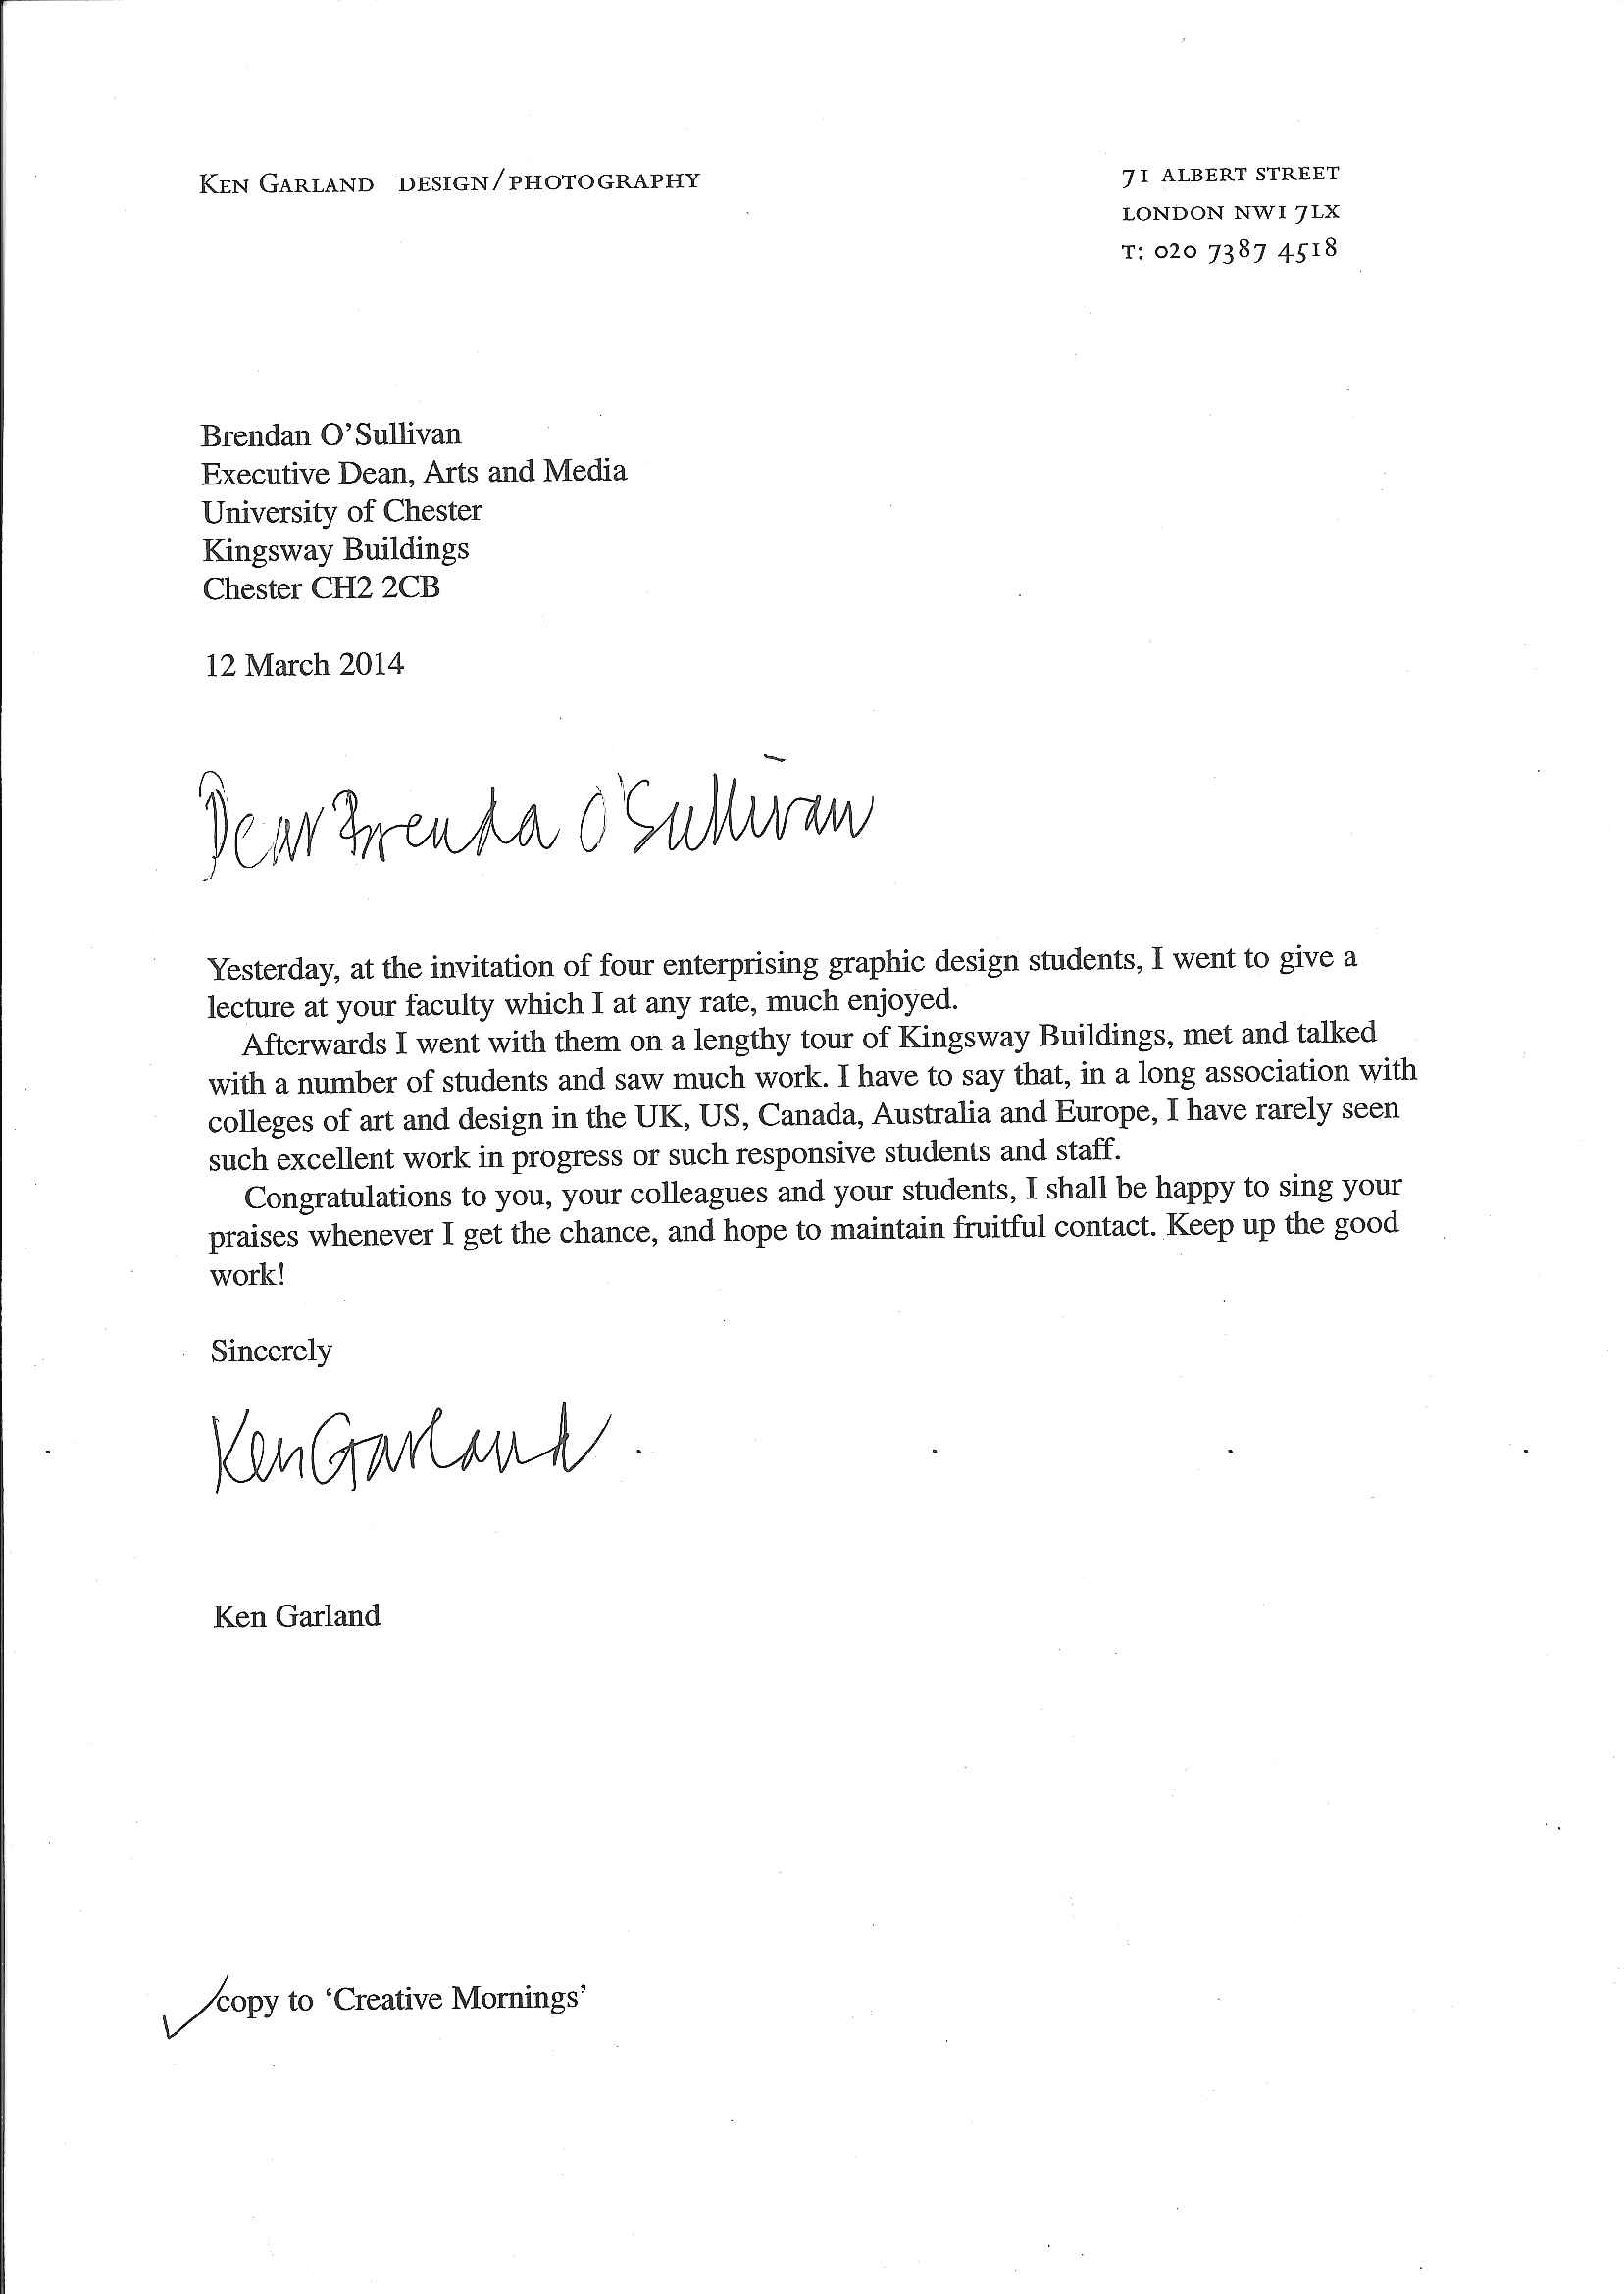 KEN GARLAND DESIGN/PHOTOGRAPHY
71 ALBERT STREET
LONDON NW1 7LX
T: 020 7387 4518
Brendan O'Sullivan
Executive Dean, Arts and Media
University of Chester
Kingsway Buildings
Chester CH2 2CB
12 March 2014
Dear Brenda O'Sullivan
Yesterday, at the invitation of four enterprising graphic design students, I went to give a
lecture at your faculty which I at any rate, much enjoyed.
Afterwards I went with them on a lengthy tour of Kingsway Buildings, met and talked
with a number of students and saw much work. I have to say that, in a long association with
colleges of art and design in the UK, US, Canada, Australia and Europe, I have rarely seen
such excellent work in progress or such responsive students and staff.
Congratulations to you, your colleagues and your students, I shall be happy to sing your
praises whenever I get the chance, and hope to maintain fruitful contact. Keep up the good
work!
Sincerely
Ken Garland
Ken Garland
copy to ‘Creative Mornings’